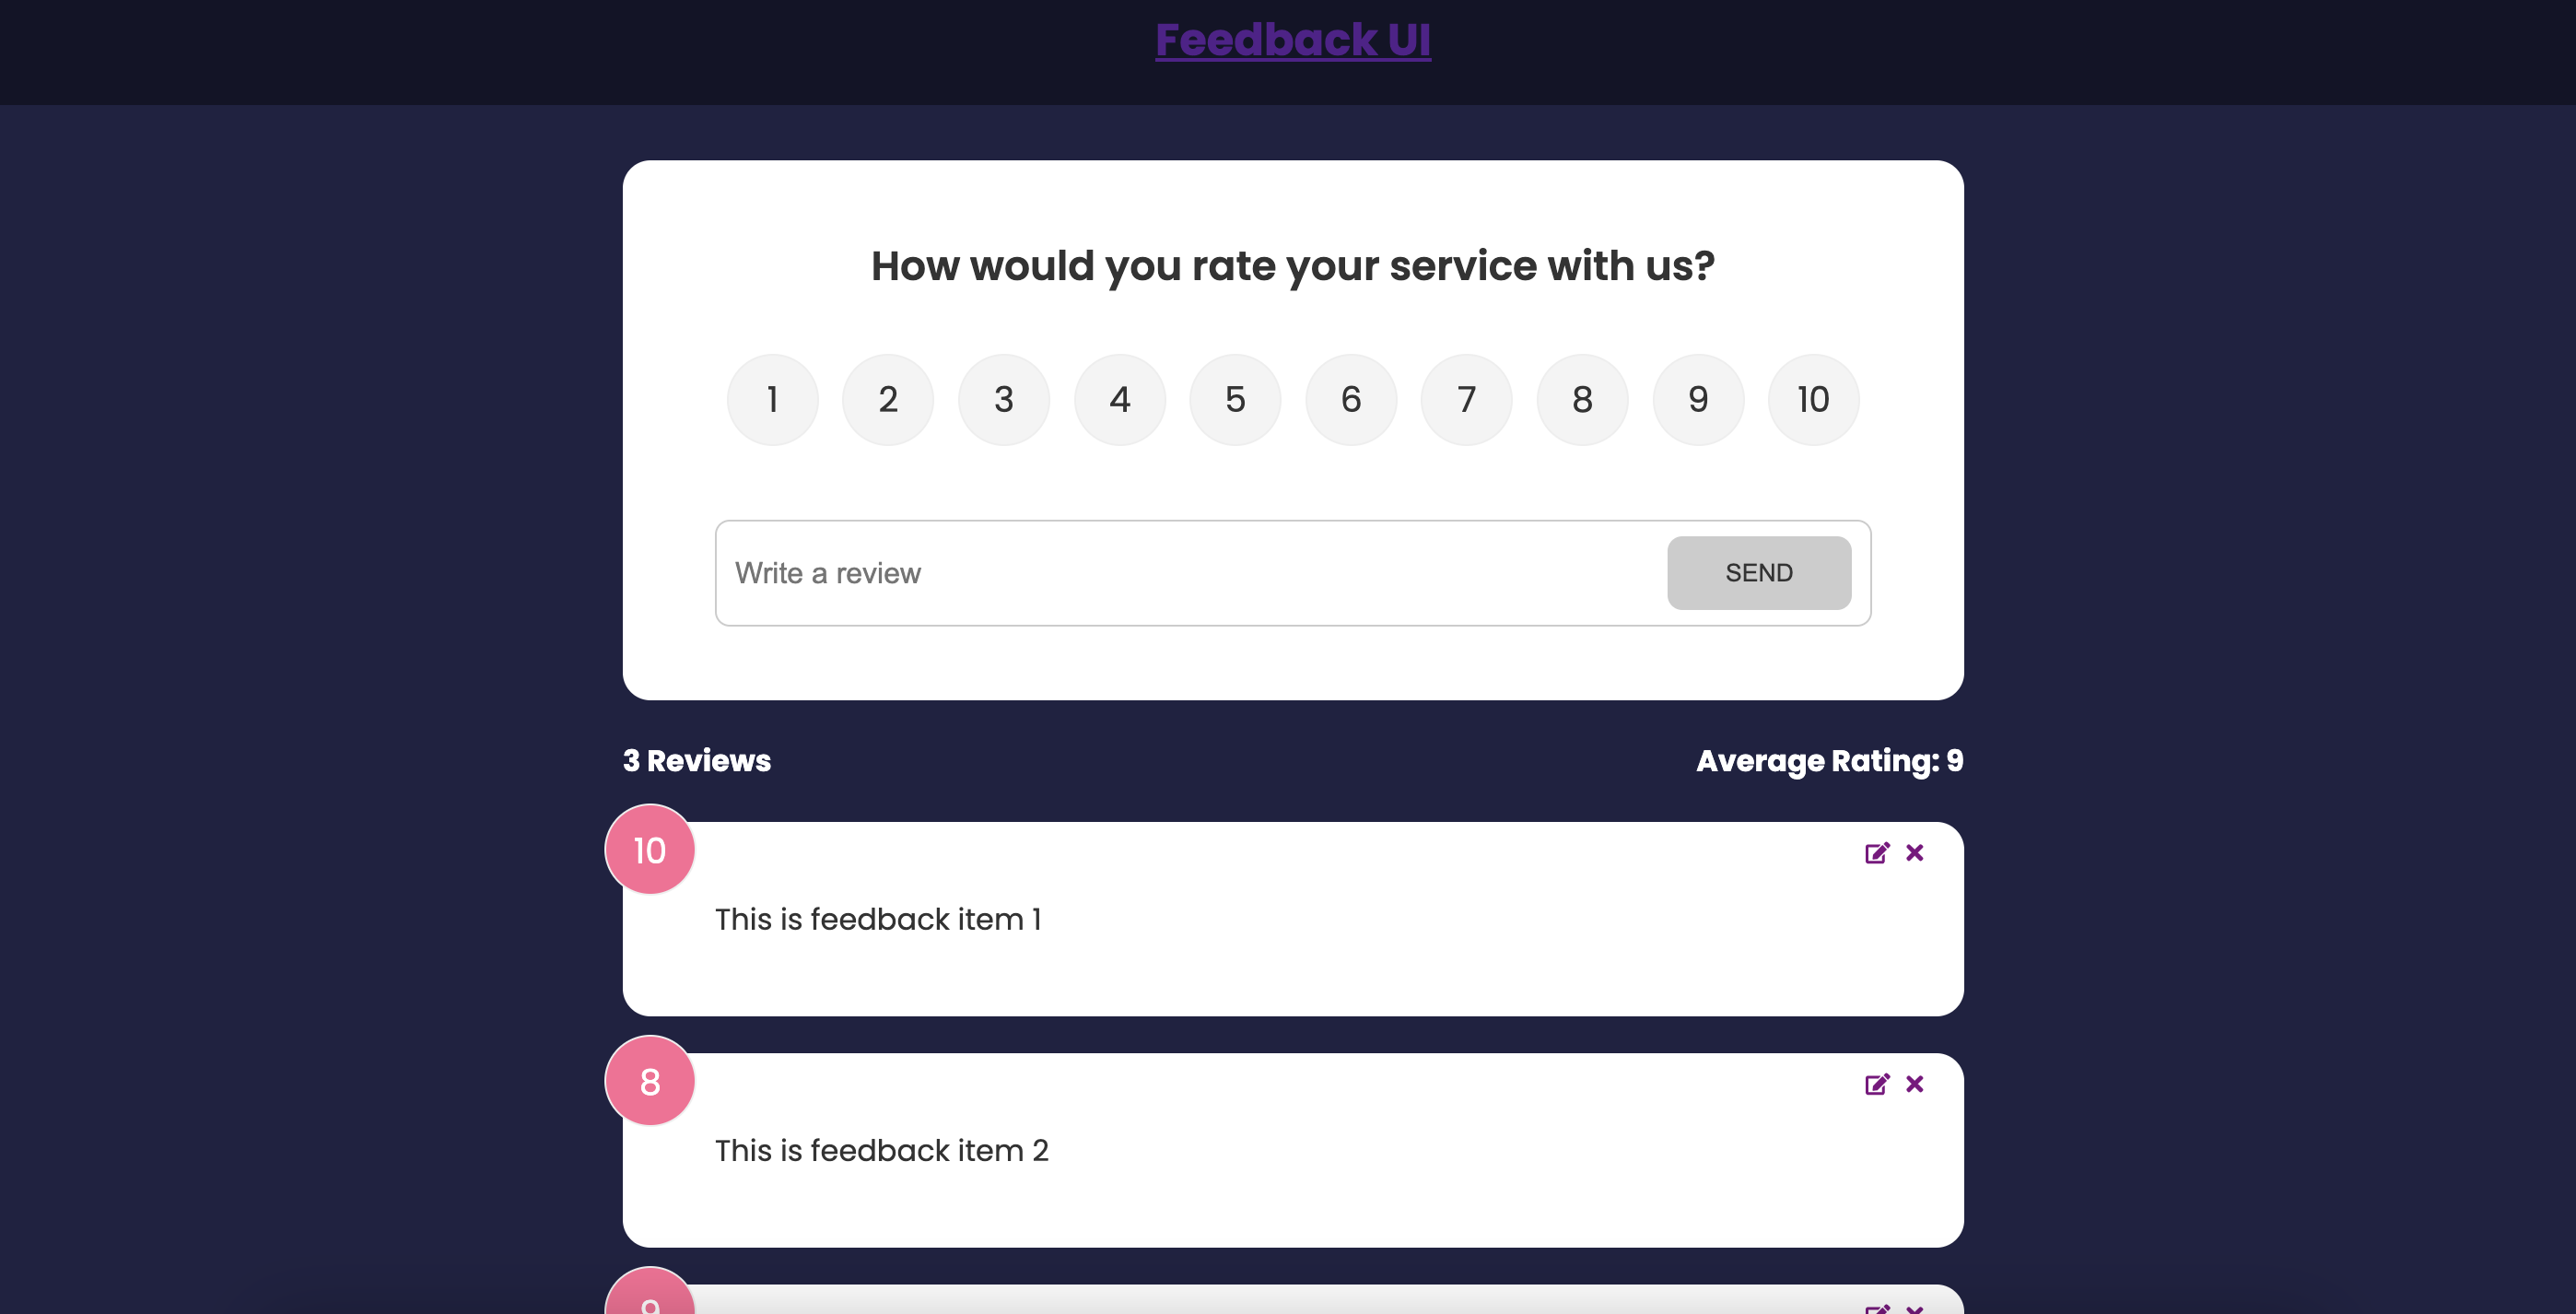 Feedback UI
How would you rate your service with us?
1 2 3 4 5 6 7 8 9 10
Write a review SEND
3 Reviews Average Rating: 9
10
This is feedback item 1
8
This is feedback item 2
9